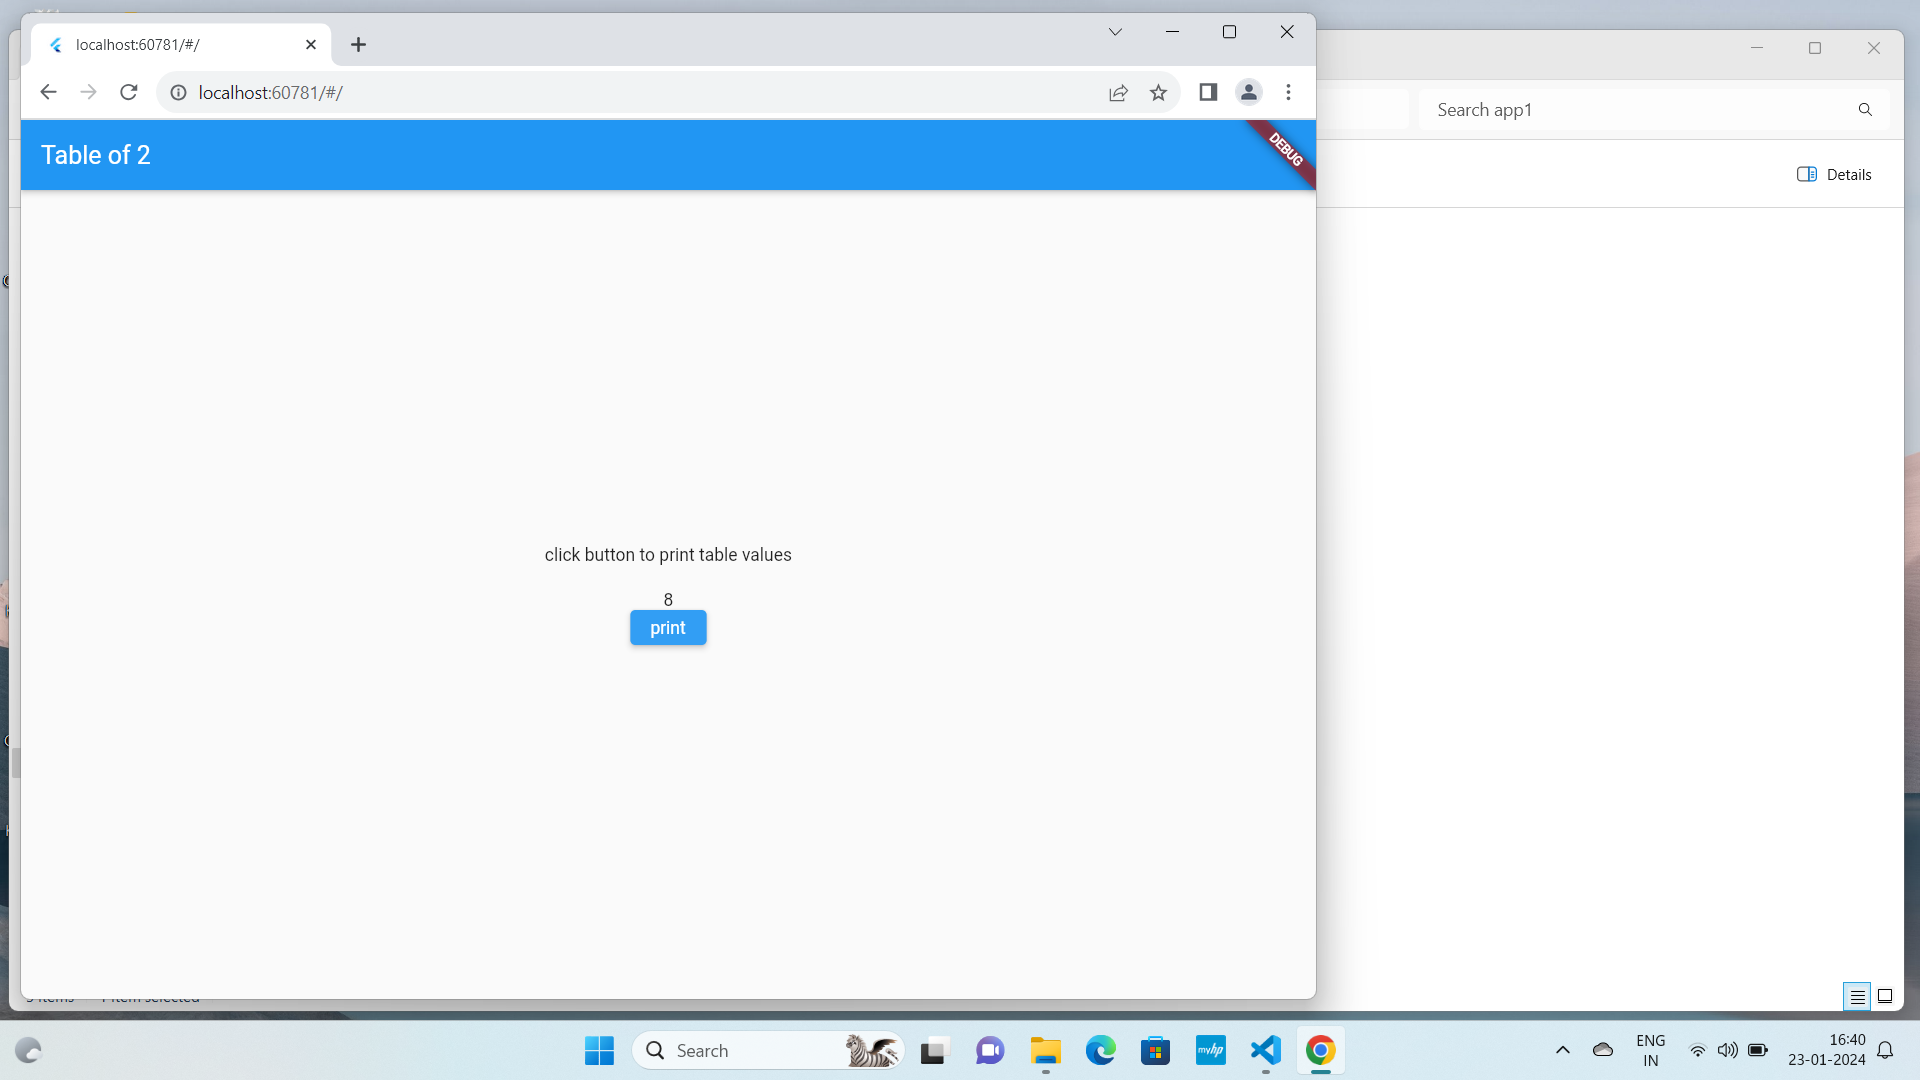 localhost:60781/#/
localhost:60781/#/
Search app1
Table of 2
DEBUG
Details
click button to print table values
8
print
Search
myhp
ENG
IN
16:40
23-01-2024